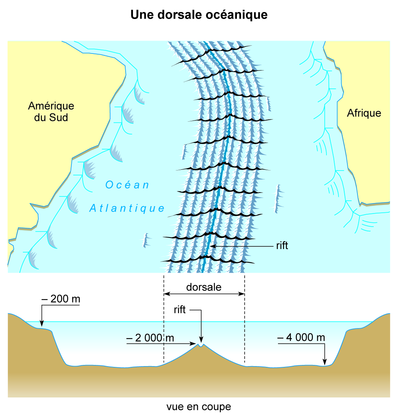 Une dorsale océanique
Amérique
du Sud
Afrique
Océan
Atlantique
rift
dorsale
– 200 m
rift
– 2 000 m
– 4 000 m
vue en coupe